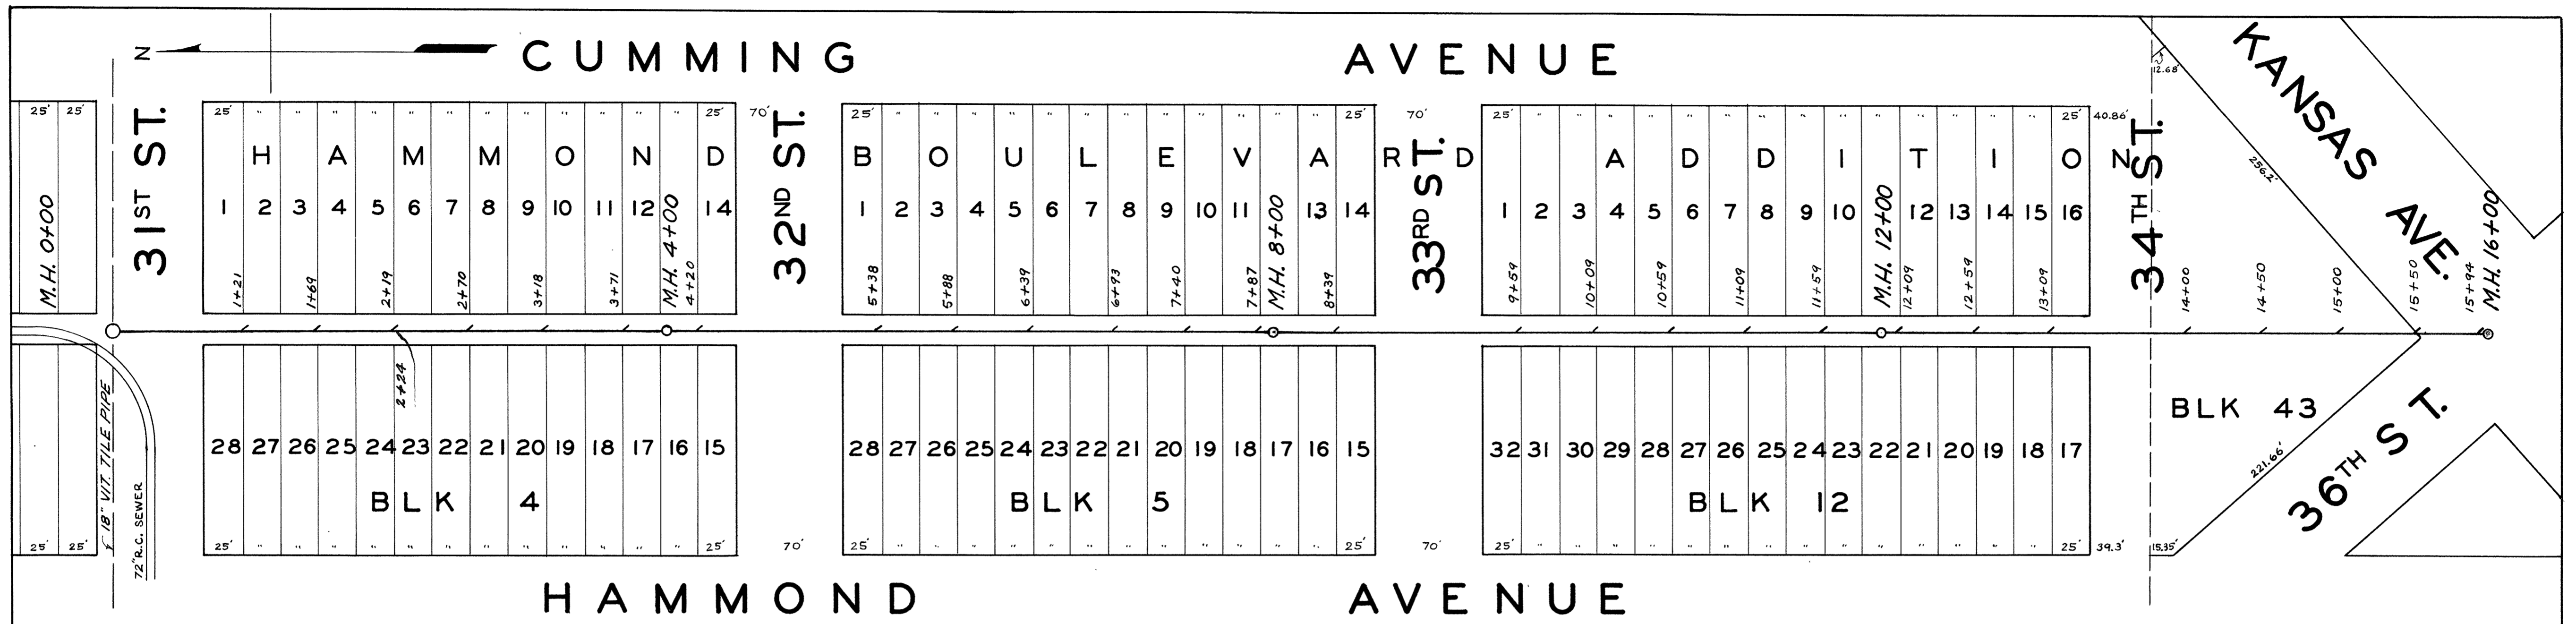 N
CUMMING AVENUE
KANSAS AVE.
12.68'
25' 25'
25' " " " " " " " " " " " " 25'
70'
25' " " " " " " " " " " " " 25'
70'
25' " " " " " " " " " " " " " " 25'
40.86'
31ST ST.
32ND ST.
33RD ST.
34TH ST.
HAMMOND BOULEVARD ADDITION
256.2'
1 2 3 4 5 6 7 8 9 10 11 12 14
1 2 3 4 5 6 7 8 9 10 11 13 14
1 2 3 4 5 6 7 8 9 10 12 13 14 15 16
M.H. 0+00
1+21
1+69
2+19
2+70
3+18
3+71
M.H. 4+00
4+20
5+38
5+88
6+39
6+93
7+40
7+87
M.H. 8+00
8+39
9+59
10+09
10+59
11+09
11+59
M.H. 12+00
12+09
12+59
13+09
14+00
14+50
15+00
15+50
15+94
M.H. 16+00
2+24
18" VIT. TILE PIPE
72" R.C. SEWER
28 27 26 25 24 23 22 21 20 19 18 17 16 15
28 27 26 25 24 23 22 21 20 19 18 17 16 15
32 31 30 29 28 27 26 25 24 23 22 21 20 19 18 17
BLK 4
BLK 5
BLK 12
BLK 43
221.66'
36TH ST.
25' 25'
25' " " " " " " " " " " " " 25'
70'
25' " " " " " " " " " " " " 25'
70'
25' " " " " " " " " " " " " " " 25'
39.3'
15.35'
HAMMOND AVENUE